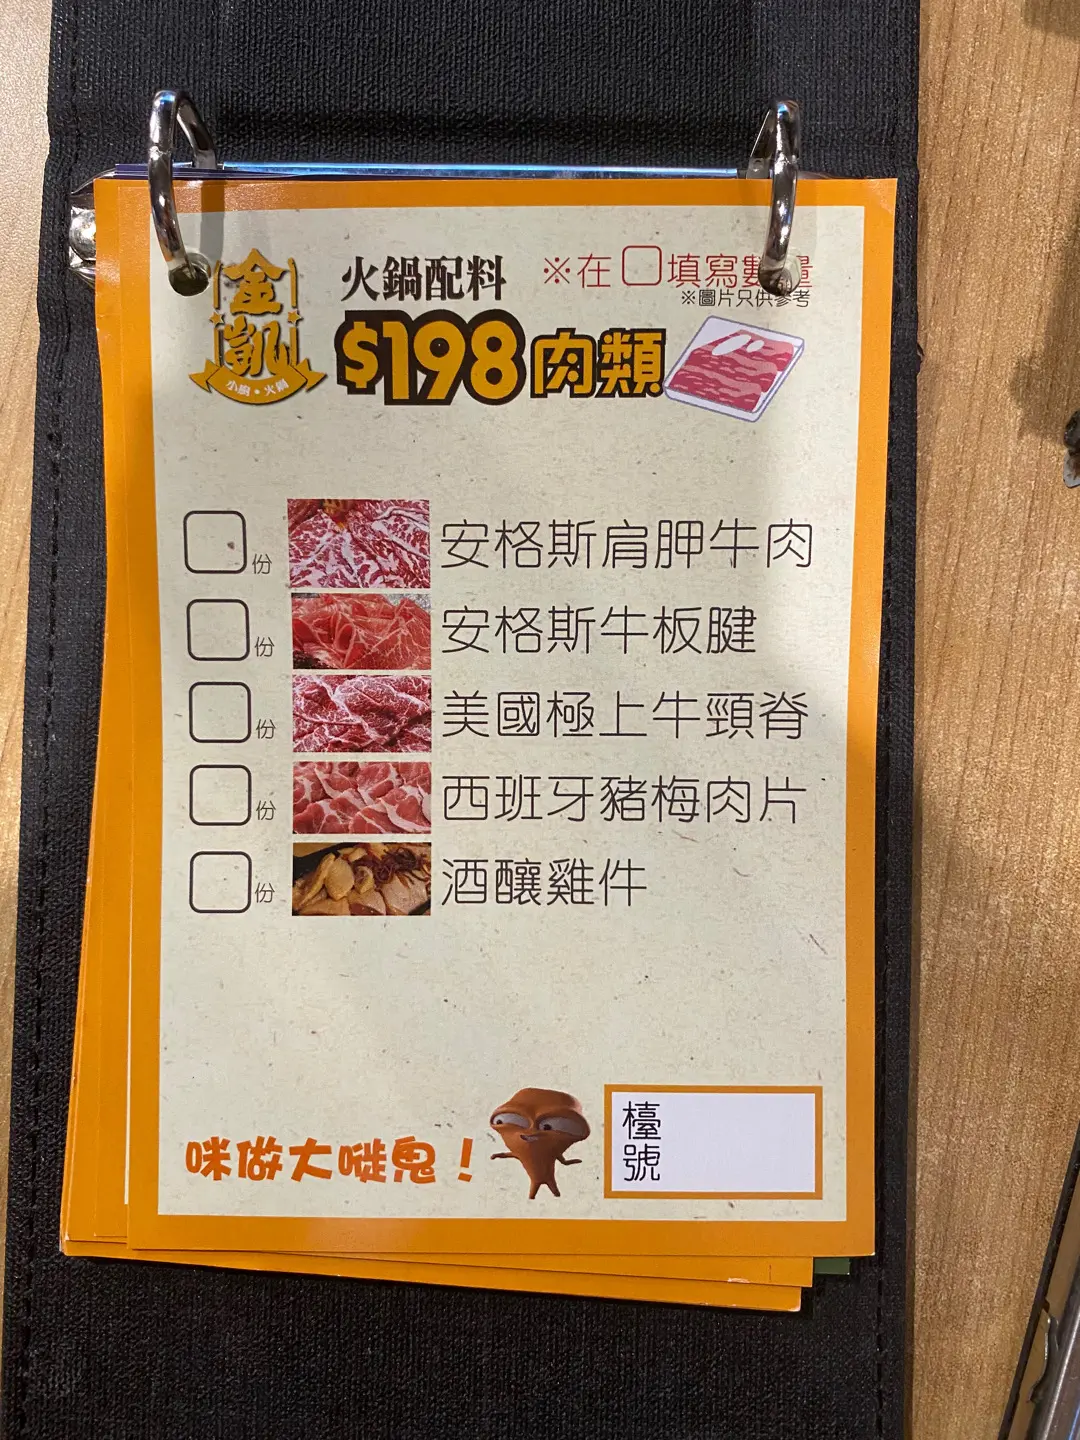 金凱
小廚·火鍋
火鍋配料
※在□填寫數量
※圖片只供參考
$198肉類
份 安格斯肩胛牛肉
份 安格斯牛板腱
份 美國極上牛頸脊
份 西班牙豬梅肉片
份 酒釀雞件
咪做大嘥鬼！
檯號